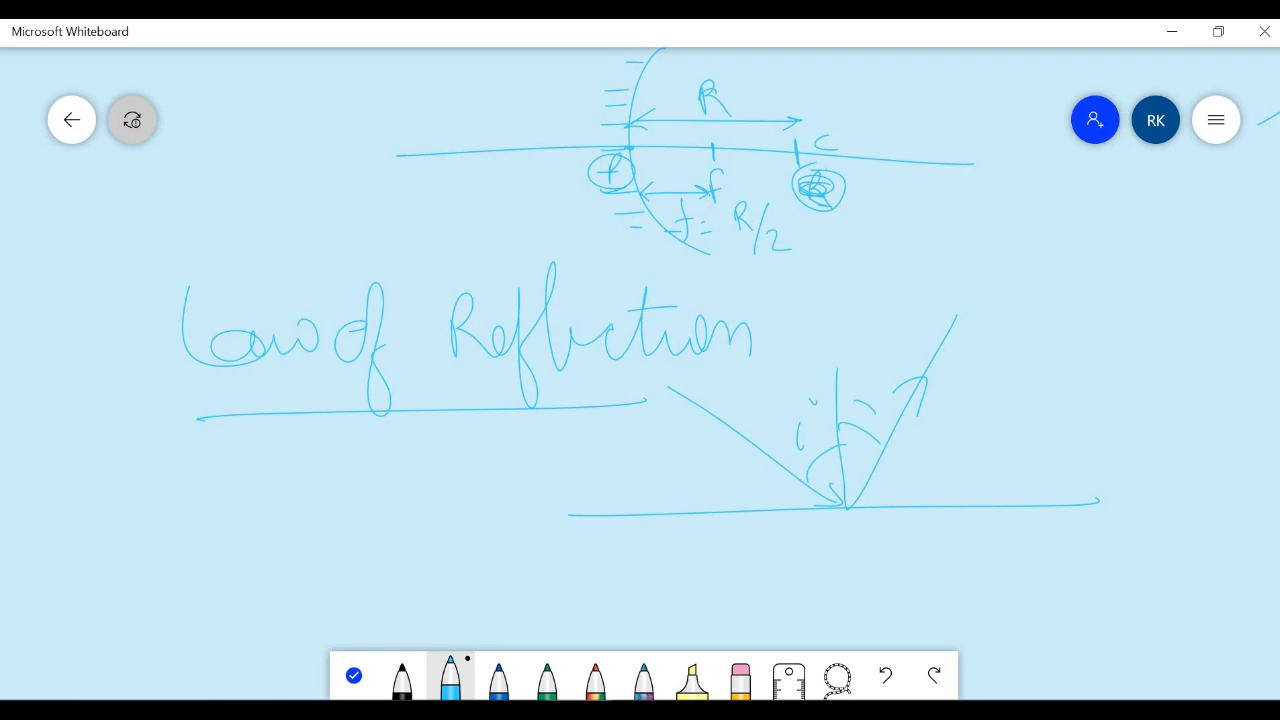 Microsoft Whiteboard
RK
R
C
f
f = R/2
Law of Reflection
i